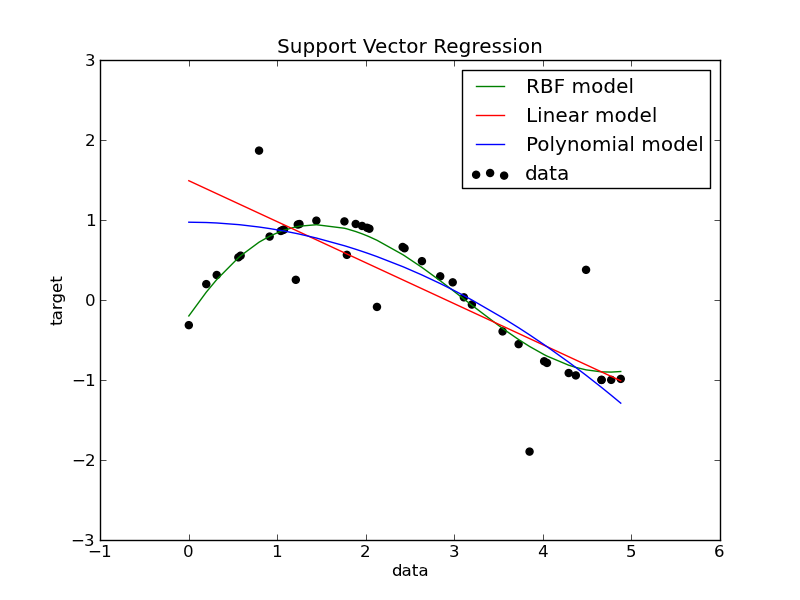 Support Vector Regression
RBF model
Linear model
Polynomial model
data
3
2
1
0
−1
−2
−3
target
−1 0 1 2 3 4 5 6
data